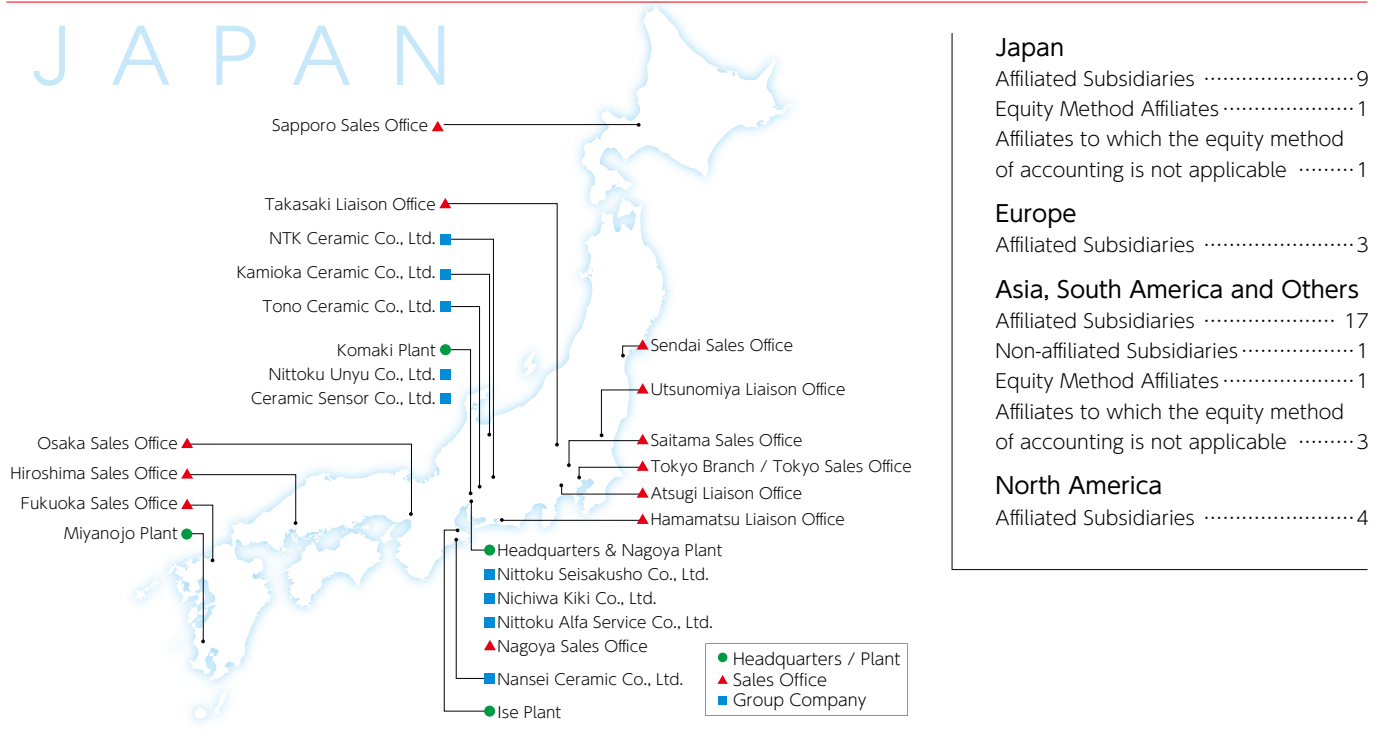 JAPAN
Sapporo Sales Office
Takasaki Liaison Office
NTK Ceramic Co., Ltd.
Kamioka Ceramic Co., Ltd.
Tono Ceramic Co., Ltd.
Komaki Plant
Nittoku Unyu Co., Ltd.
Ceramic Sensor Co., Ltd.
Osaka Sales Office
Hiroshima Sales Office
Fukuoka Sales Office
Miyanojo Plant
Sendai Sales Office
Utsunomiya Liaison Office
Saitama Sales Office
Tokyo Branch / Tokyo Sales Office
Atsugi Liaison Office
Hamamatsu Liaison Office
Headquarters & Nagoya Plant
Nittoku Seisakusho Co., Ltd.
Nichiwa Kiki Co., Ltd.
Nittoku Alfa Service Co., Ltd.
Nagoya Sales Office
Nansei Ceramic Co., Ltd.
Ise Plant
Headquarters / Plant
Sales Office
Group Company
Japan
Affiliated Subsidiaries ························ 9
Equity Method Affiliates ····················· 1
Affiliates to which the equity method
of accounting is not applicable ········· 1
Europe
Affiliated Subsidiaries ························ 3
Asia, South America and Others
Affiliated Subsidiaries ····················· 17
Non-affiliated Subsidiaries ·················· 1
Equity Method Affiliates ····················· 1
Affiliates to which the equity method
of accounting is not applicable ········· 3
North America
Affiliated Subsidiaries ························ 4